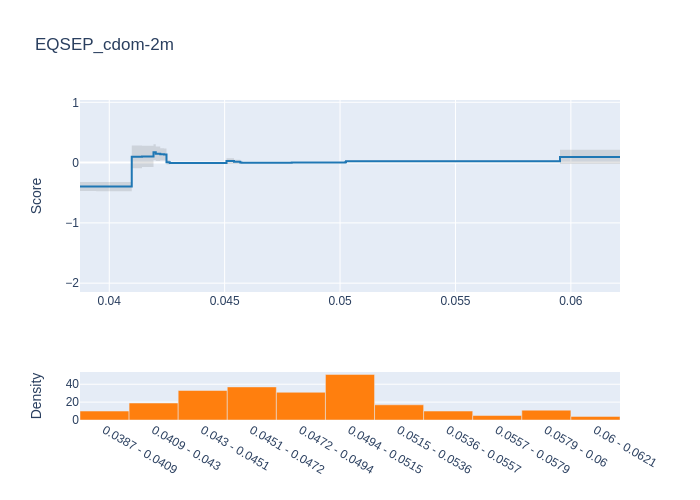 EQSEP_cdom-2m
Score
1
0
−1
−2
0.04
0.045
0.05
0.055
0.06
Density
40
20
0
0.0387 - 0.0409
0.0409 - 0.043
0.043 - 0.0451
0.0451 - 0.0472
0.0472 - 0.0494
0.0494 - 0.0515
0.0515 - 0.0536
0.0536 - 0.0557
0.0557 - 0.0579
0.0579 - 0.06
0.06 - 0.0621